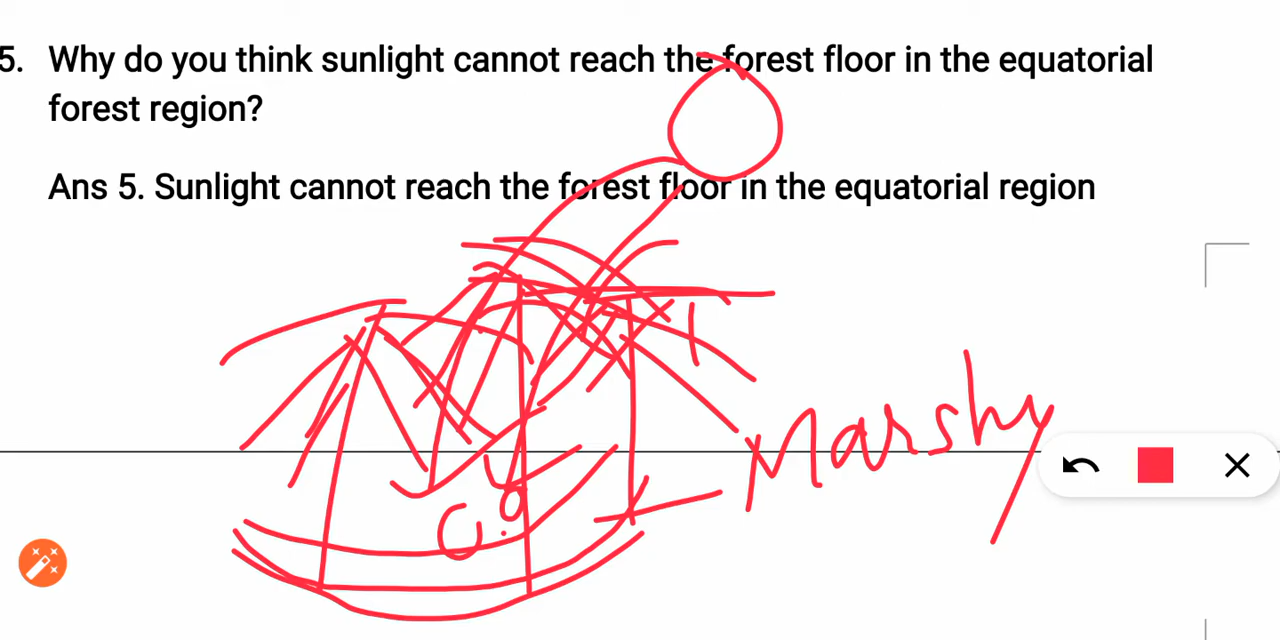 5. Why do you think sunlight cannot reach the forest floor in the equatorial
forest region?
Ans 5. Sunlight cannot reach the forest floor in the equatorial region
Marshy